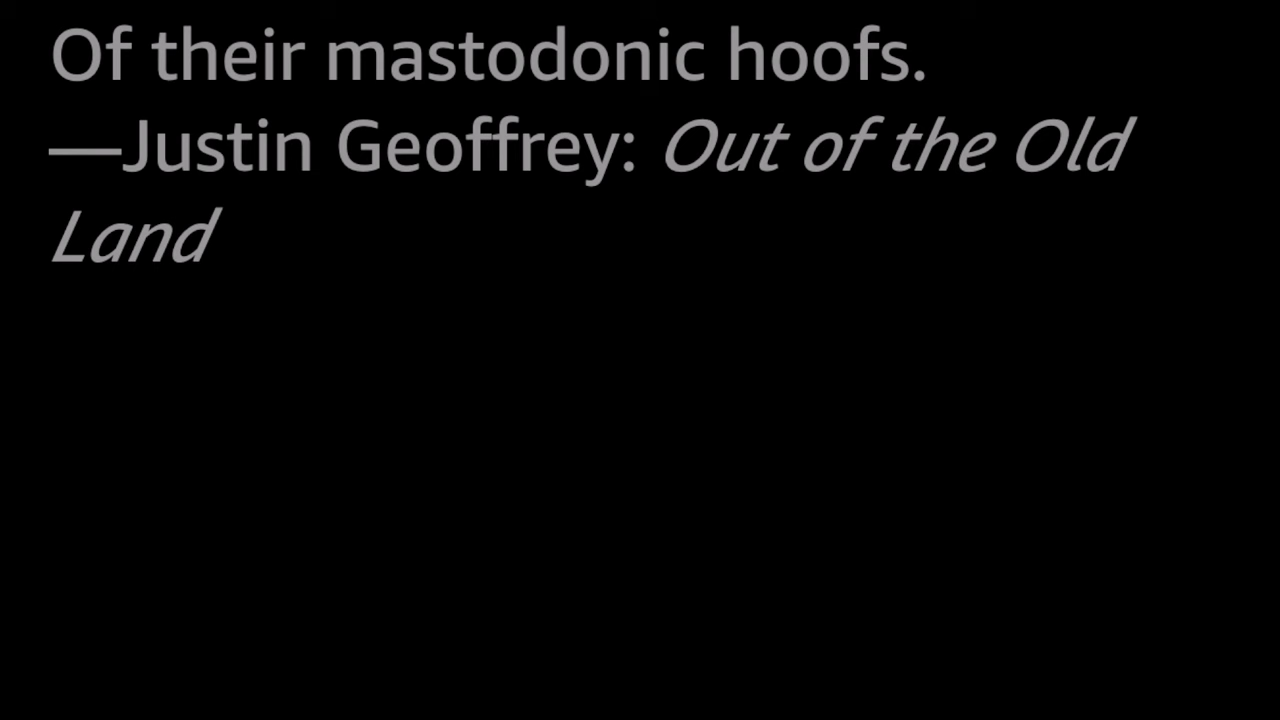 Of their mastodonic hoofs.
—Justin Geoffrey: Out of the Old
Land